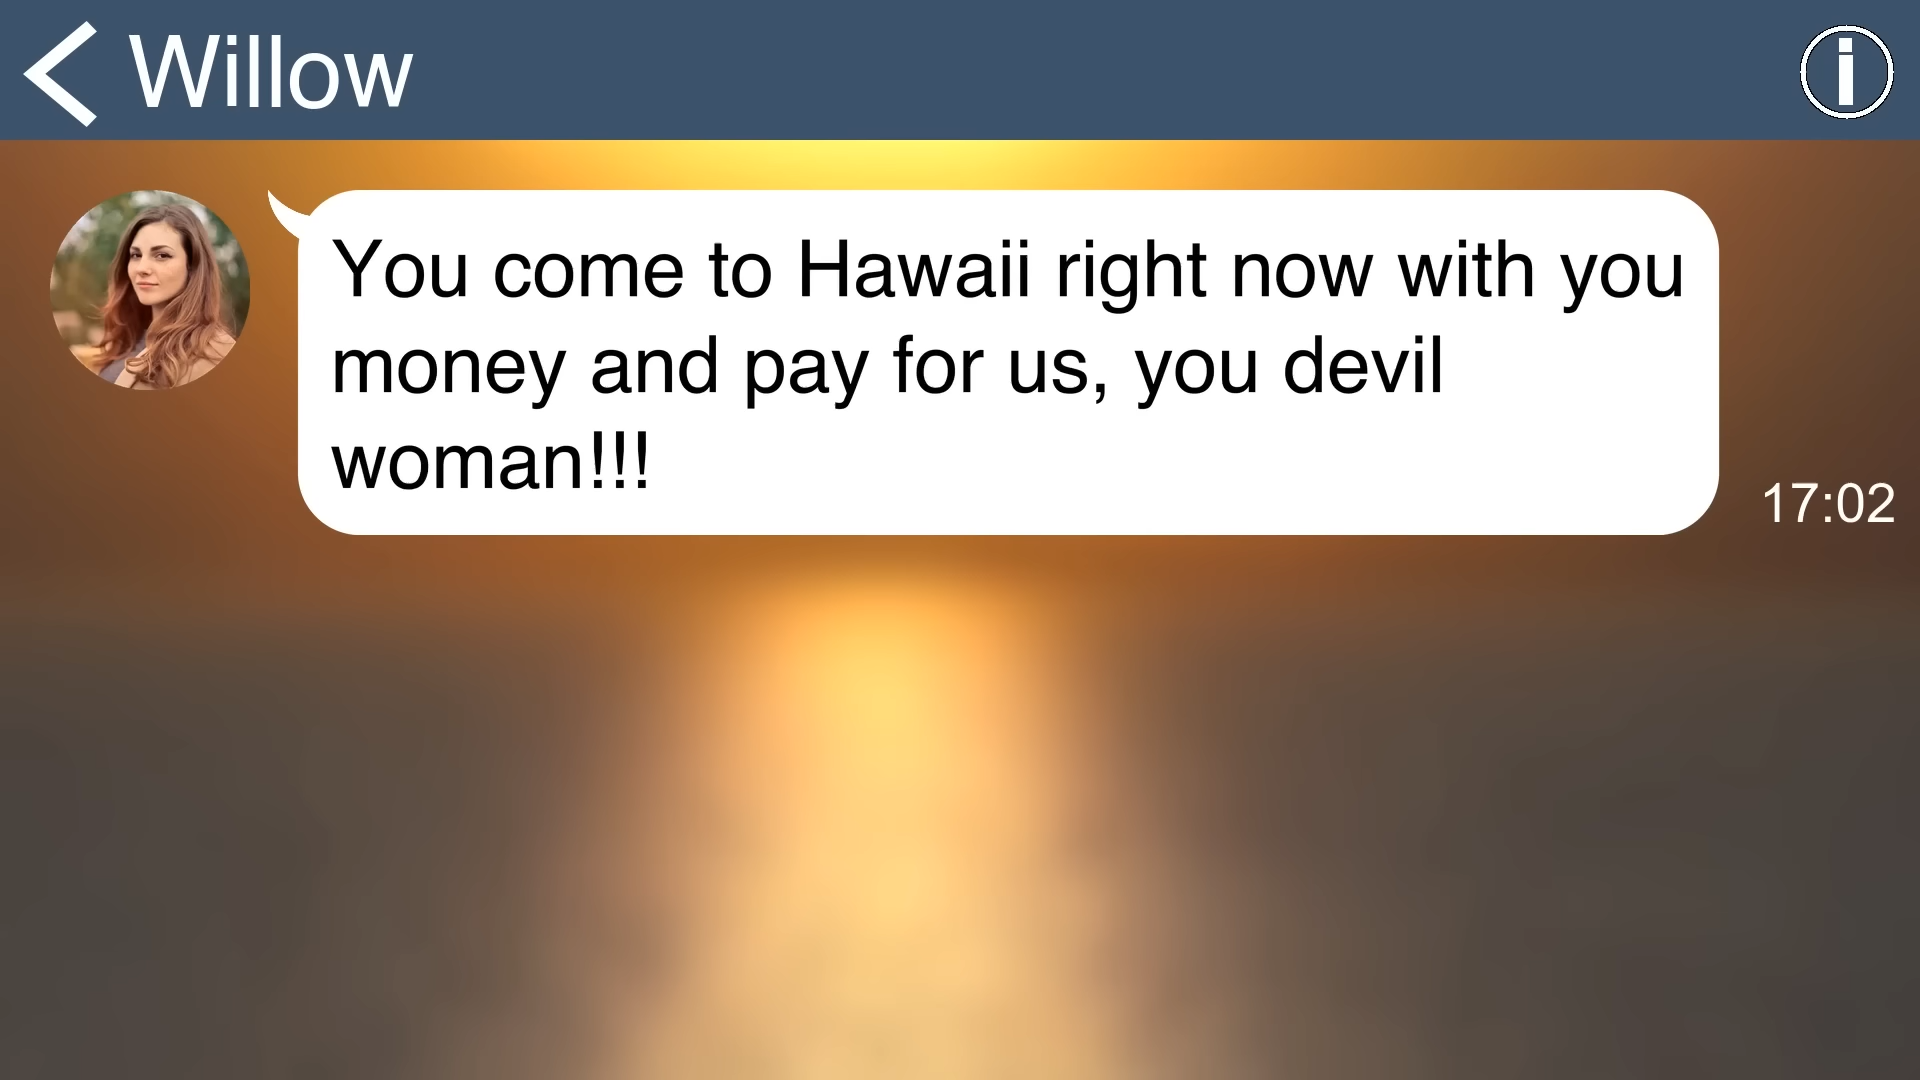 Willow
You come to Hawaii right now with you
money and pay for us, you devil
woman!!!
17:02